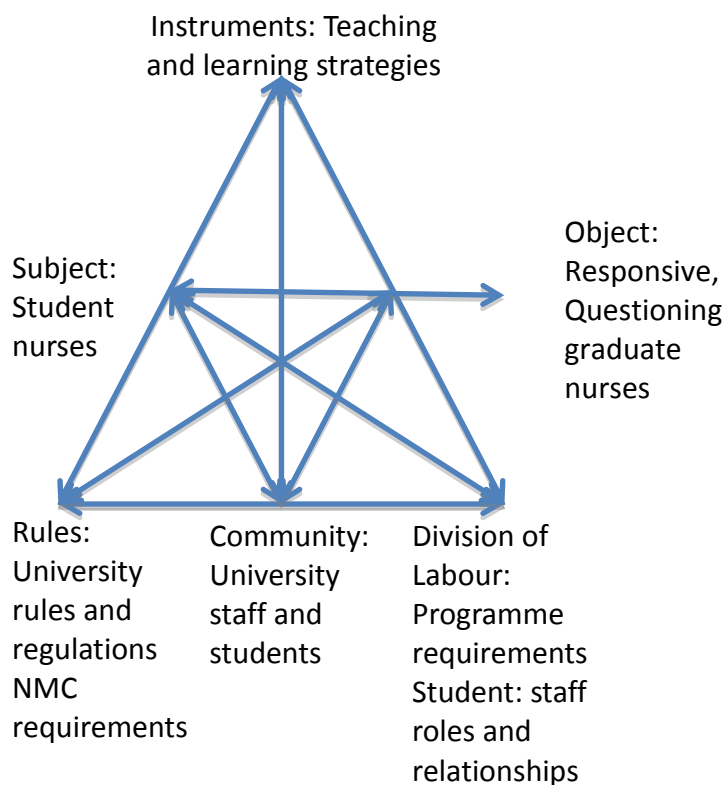 Instruments: Teaching
and learning strategies
Subject:
Student
nurses
Object:
Responsive,
Questioning
graduate
nurses
Rules:
University
rules and
regulations
NMC
requirements
Community:
University
staff and
students
Division of
Labour:
Programme
requirements
Student: staff
roles and
relationships